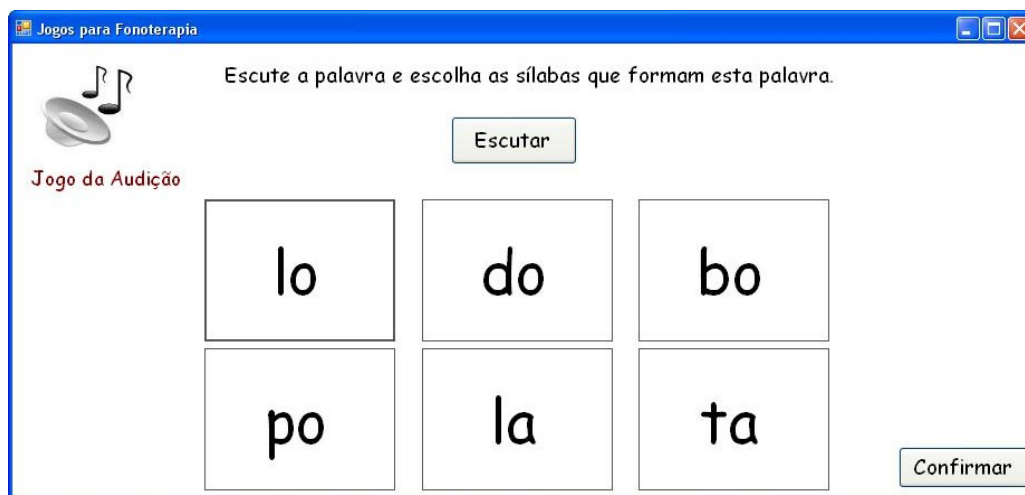 Jogos para Fonoterapia
Escute a palavra e escolha as sílabas que formam esta palavra.
Escutar
Jogo da Audição
lo do bo
po la ta
Confirmar